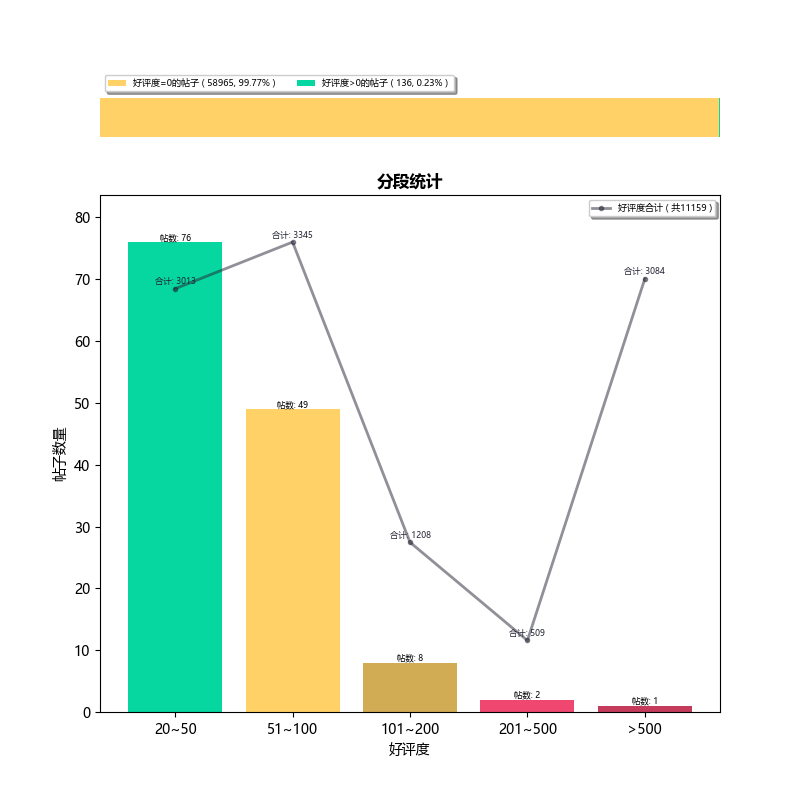 好评度=0的帖子 ( 58965, 99.77% )
好评度>0的帖子 ( 136, 0.23% )
分段统计
好评度合计 ( 共11159 )
80
70
60
50
40
30
20
10
0
帖子数量
帖数: 76
合计: 3013
合计: 3345
帖数: 49
合计: 1208
帖数: 8
合计: 509
帖数: 2
合计: 3084
帖数: 1
20~50
51~100
101~200
201~500
>500
好评度